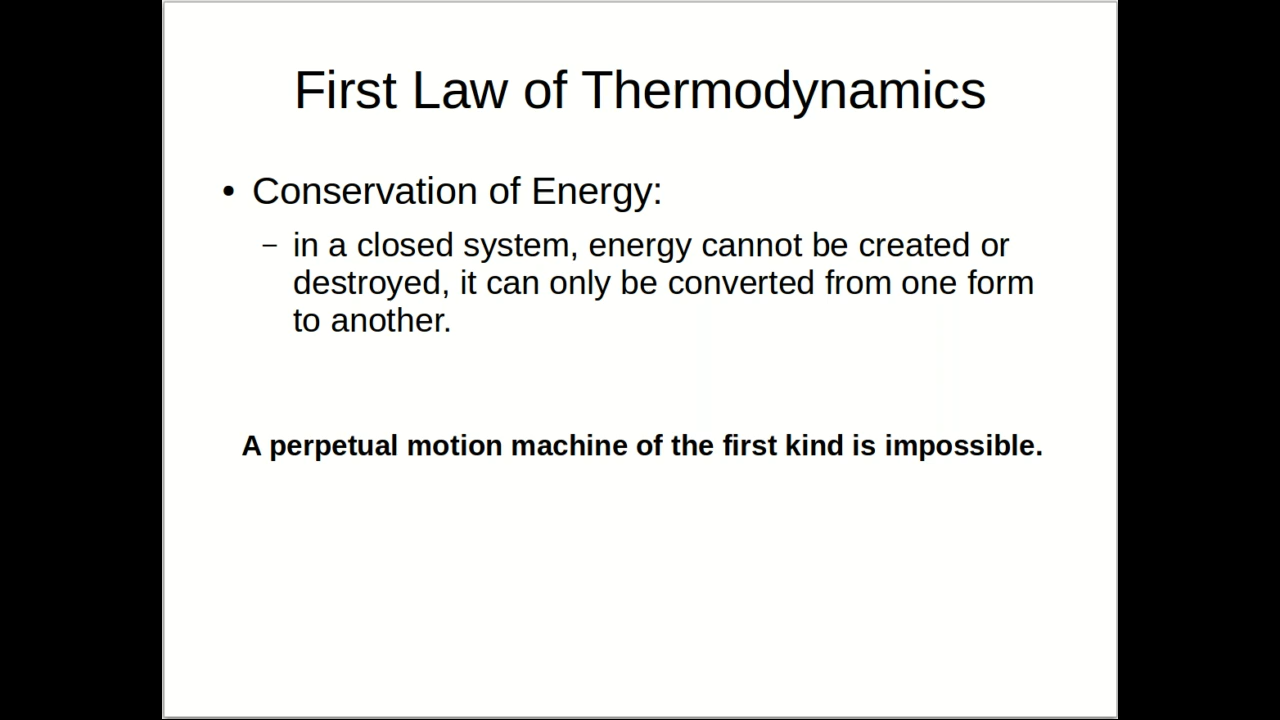 First Law of Thermodynamics
• Conservation of Energy:
– in a closed system, energy cannot be created or
destroyed, it can only be converted from one form
to another.
A perpetual motion machine of the first kind is impossible.